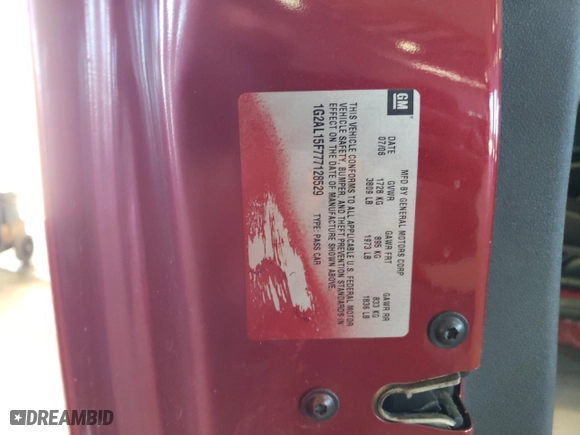 GM
MFD BY GENERAL MOTORS CORP
DATE GVWR GAWR FRT GAWR RR
07/06 1728 KG 895 KG 833 KG
3809 LB 1973 LB 1836 LB
THIS VEHICLE CONFORMS TO ALL APPLICABLE U.S. FEDERAL MOTOR
VEHICLE SAFETY, BUMPER, AND THEFT PREVENTION STANDARDS IN
EFFECT ON THE DATE OF MANUFACTURE SHOWN ABOVE.
1G2AL15F777128529 TYPE: PASS CAR
DREAMBID